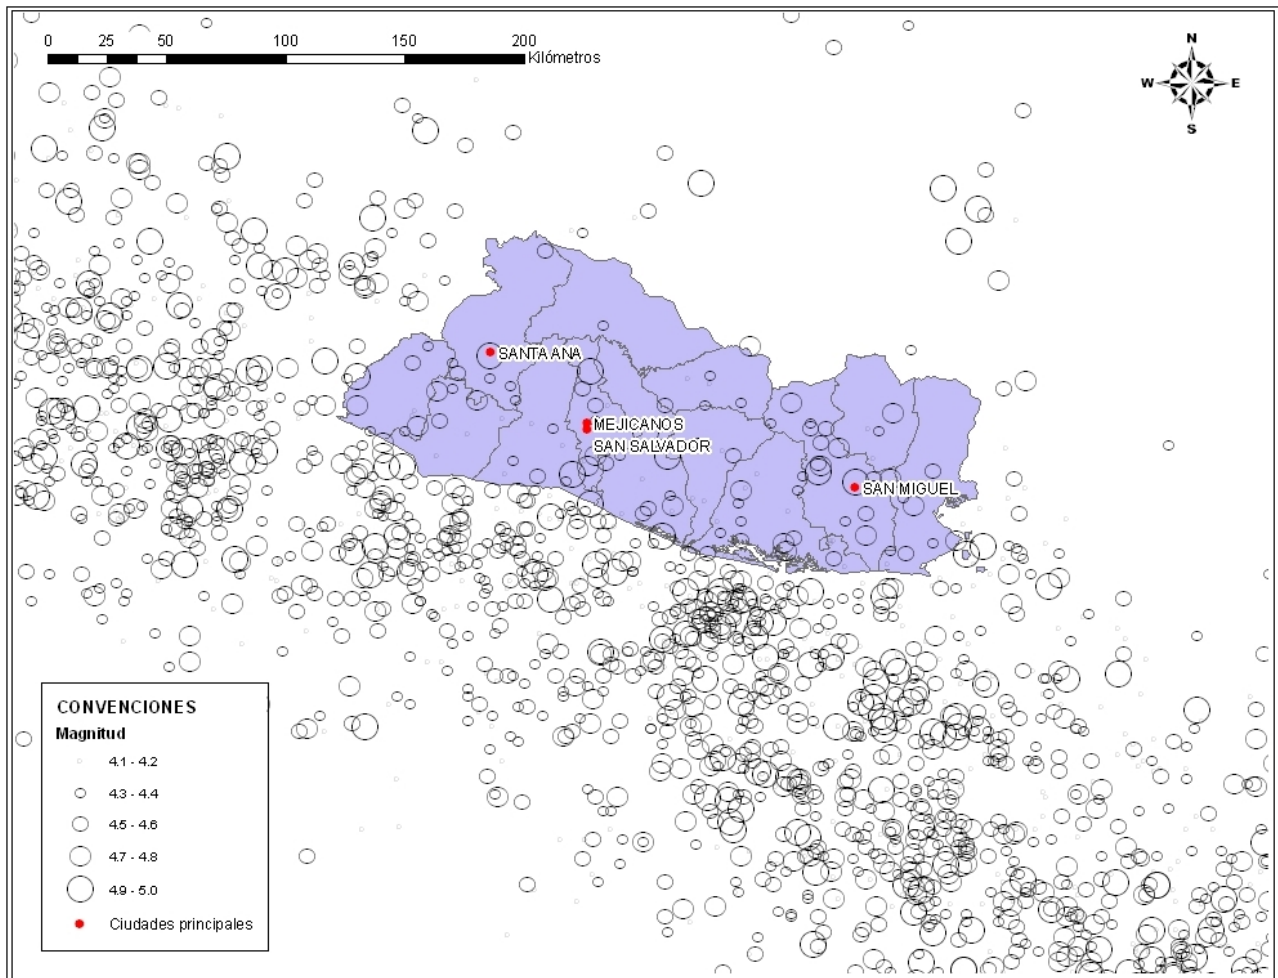 0 25 50 100 150 200
Kilómetros
N
W E
S
SANTA ANA
MEJICANOS
SAN SALVADOR
SAN MIGUEL
CONVENCIONES
Magnitud
4.1 - 4.2
4.3 - 4.4
4.5 - 4.6
4.7 - 4.8
4.9 - 5.0
Ciudades principales